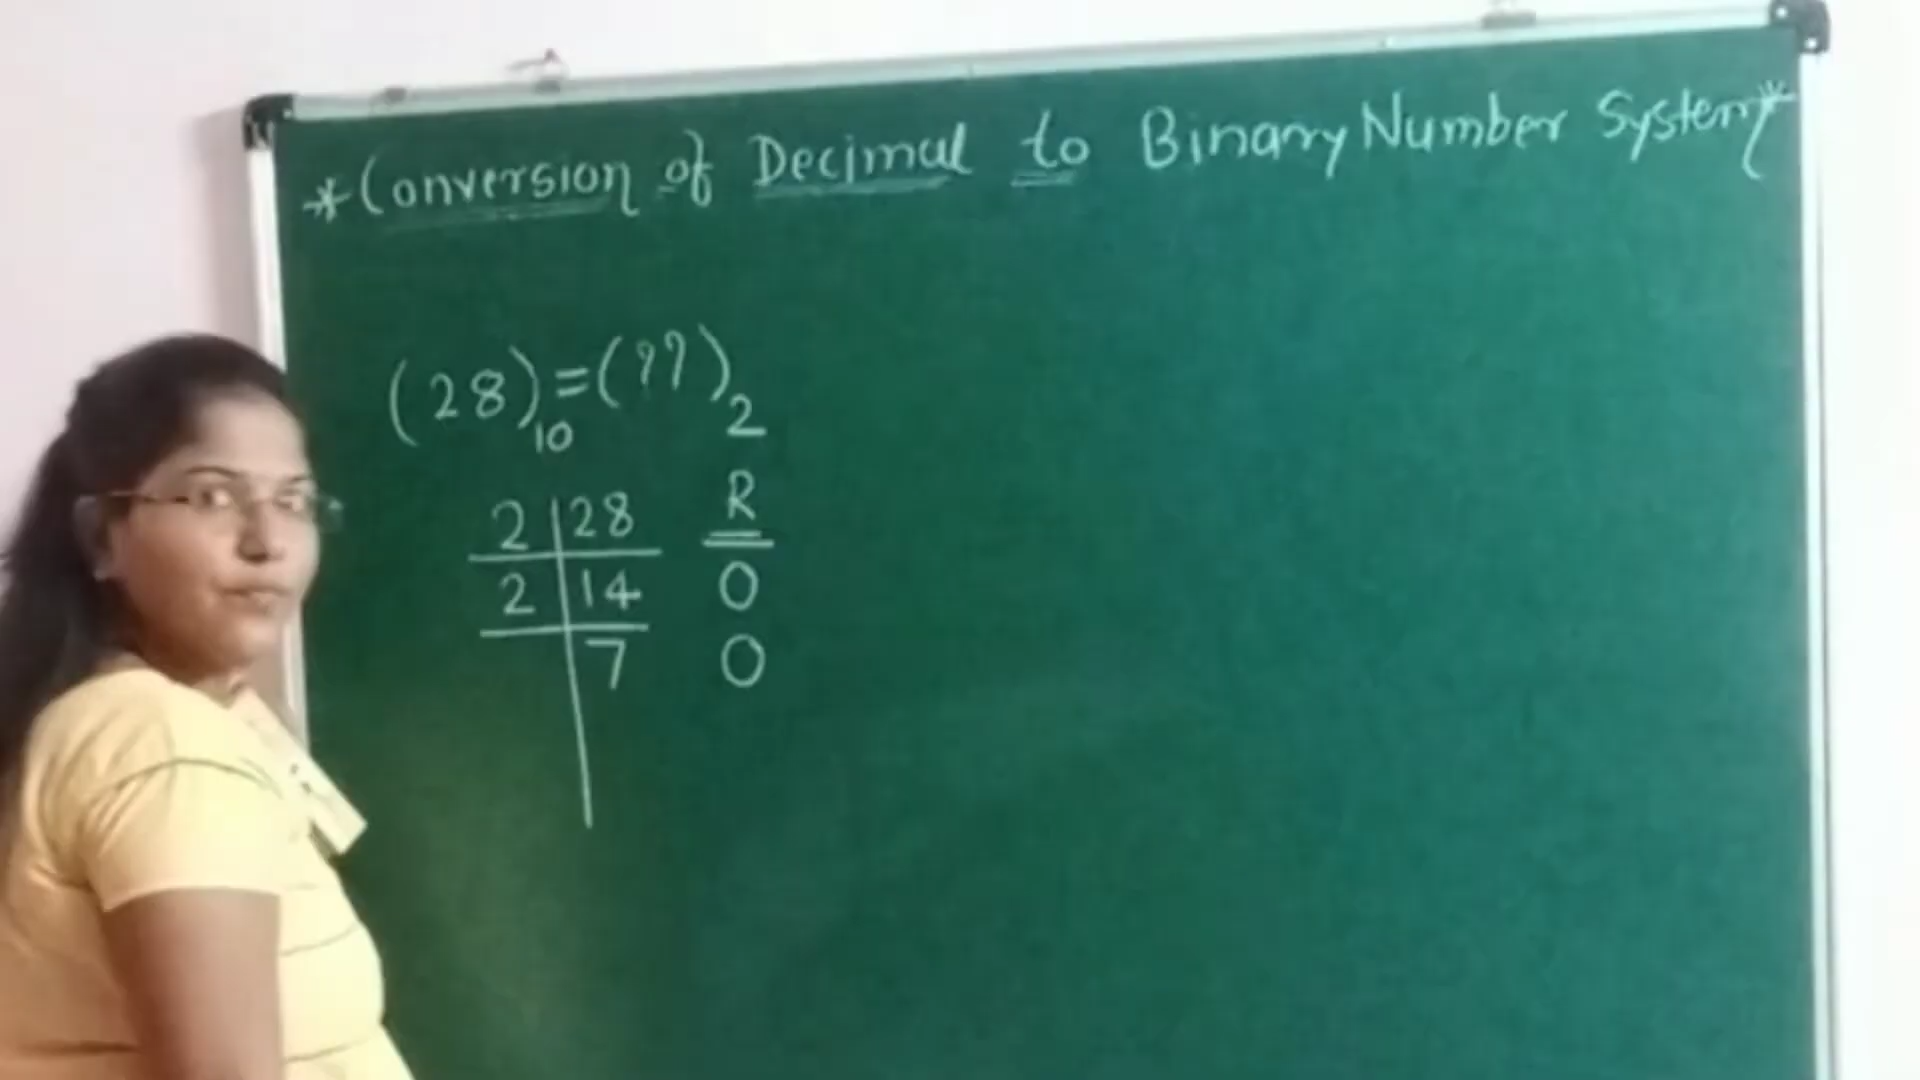 *Conversion of Decimal to Binary Number System*
(28)10=(??)2
2 28 R
2 14 0
7 0